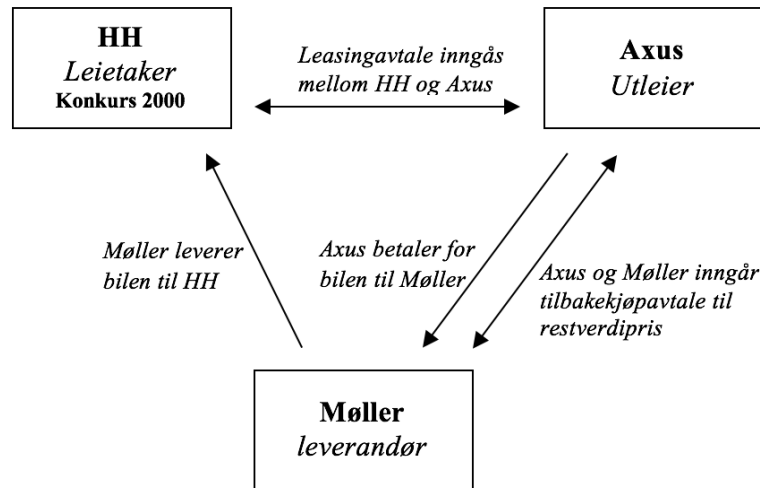 HH
Leietaker
Konkurs 2000
Leasingavtale inngås
mellom HH og Axus
Axus
Utleier
Møller leverer
bilen til HH
Axus betaler for
bilen til Møller
Axus og Møller inngår
tilbakekjøpavtale til
restverdipris
Møller
leverandør